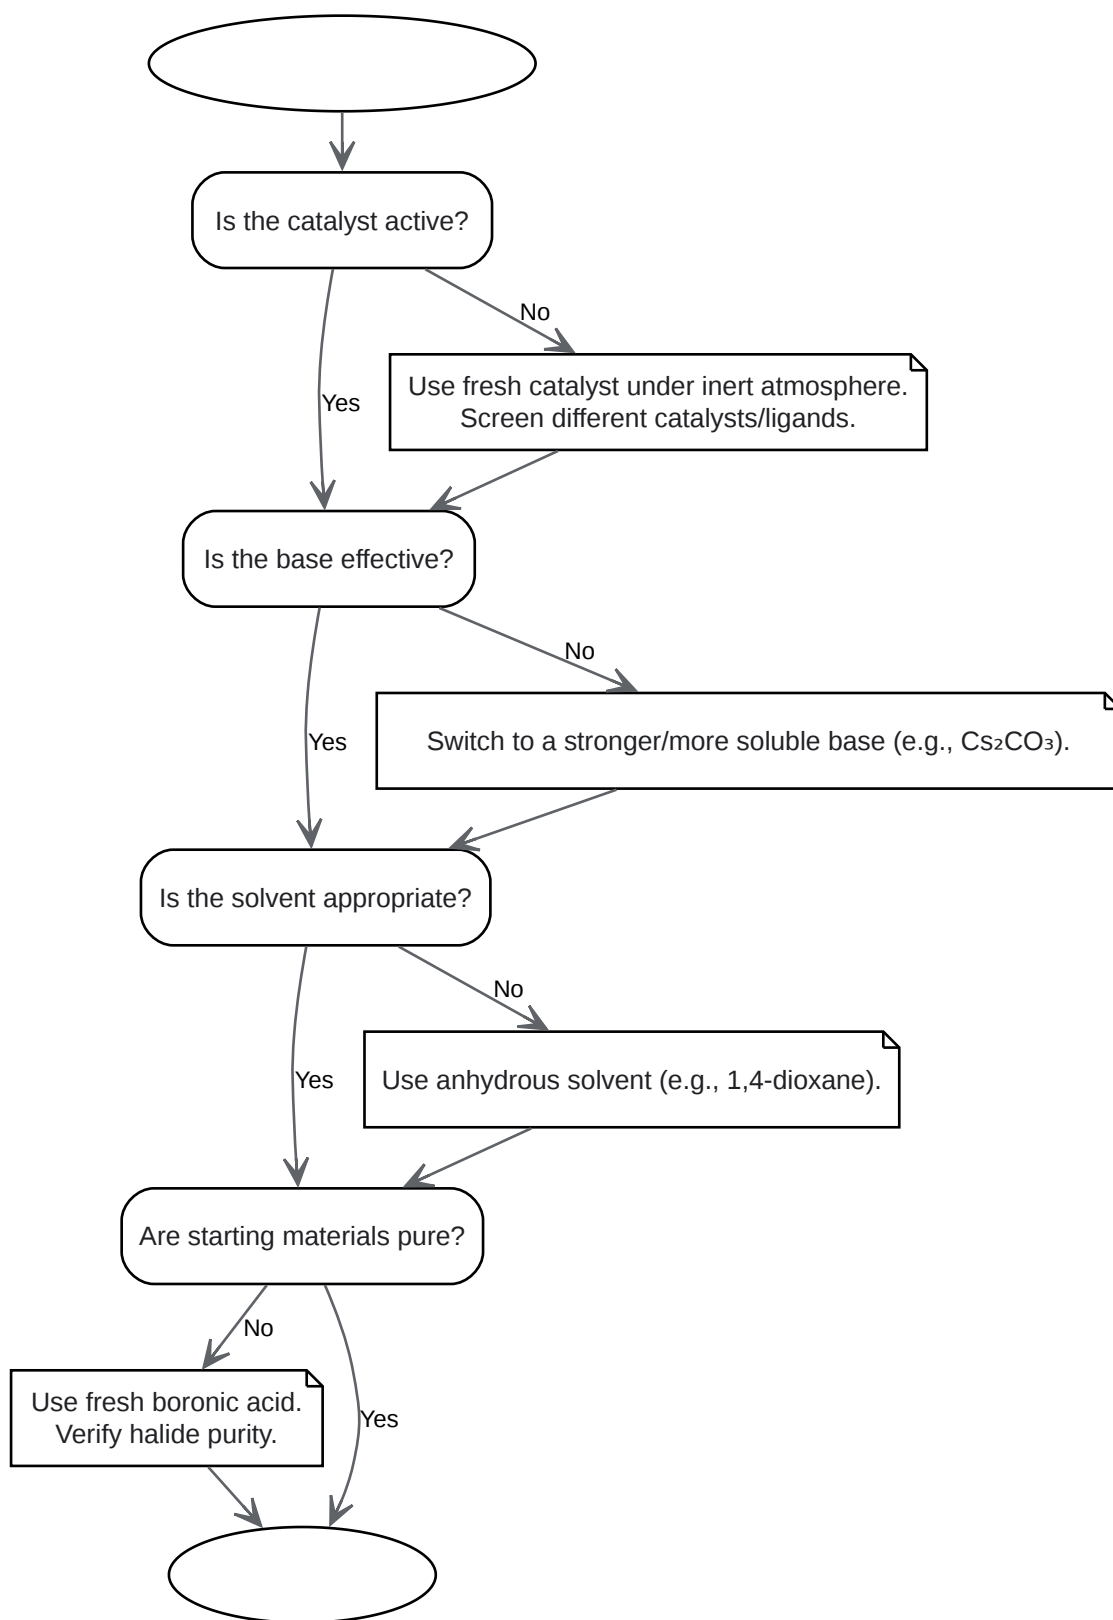 Is the catalyst active?
No
Use fresh catalyst under inert atmosphere.
Screen different catalysts/ligands.
Yes
Is the base effective?
No
Switch to a stronger/more soluble base (e.g., Cs₂CO₃).
Yes
Is the solvent appropriate?
No
Use anhydrous solvent (e.g., 1,4-dioxane).
Yes
Are starting materials pure?
No
Use fresh boronic acid.
Verify halide purity.
Yes